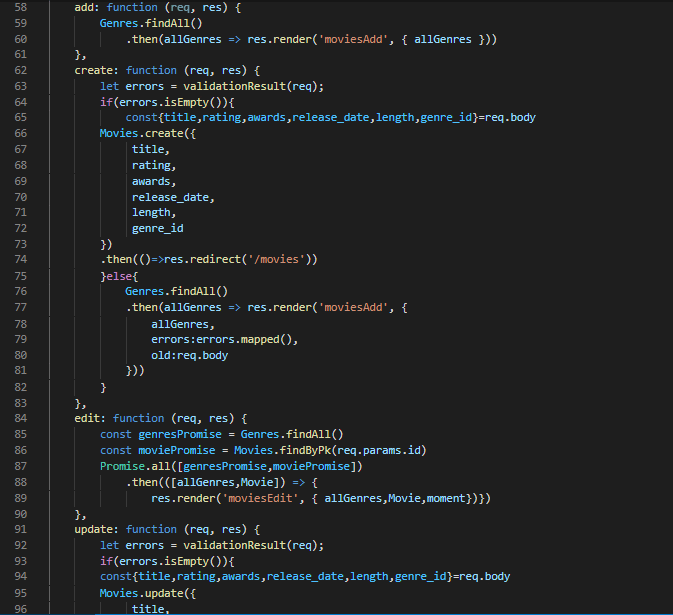 58 add: function (req, res) {
59 Genres.findAll()
60 .then(allGenres => res.render('moviesAdd', { allGenres }))
61 },
62 create: function (req, res) {
63 let errors = validationResult(req);
64 if(errors.isEmpty()){
65 const{title,rating,awards,release_date,length,genre_id}=req.body
66 Movies.create({
67 title,
68 rating,
69 awards,
70 release_date,
71 length,
72 genre_id
73 })
74 .then(()=>res.redirect('/movies'))
75 }else{
76 Genres.findAll()
77 .then(allGenres => res.render('moviesAdd', {
78 allGenres,
79 errors:errors.mapped(),
80 old:req.body
81 }))
82 }
83 },
84 edit: function (req, res) {
85 const genresPromise = Genres.findAll()
86 const moviePromise = Movies.findByPk(req.params.id)
87 Promise.all([genresPromise,moviePromise])
88 .then(([allGenres,Movie]) => {
89 res.render('moviesEdit', { allGenres,Movie,moment})})
90 },
91 update: function (req, res) {
92 let errors = validationResult(req);
93 if(errors.isEmpty()){
94 const{title,rating,awards,release_date,length,genre_id}=req.body
95 Movies.update({
96 title,